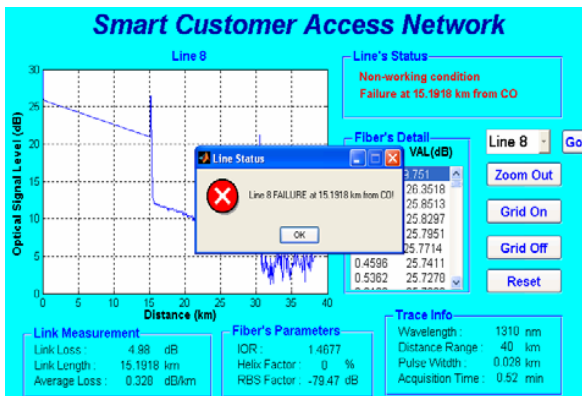 Smart Customer Access Network
Line 8
Line's Status
Non-working condition
Failure at 15.1918 km from CO
30
25
20
15
10
5
0
Optical Signal Level (dB)
0 5 10 15 20 25 30 35 40
Distance (km)
Fiber's Detail
VAL(dB)
9.751
26.3518
25.8513
25.8297
25.7951
25.7714
0.4596 25.7411
0.5362 25.7278
Line 8
Go
Zoom Out
Grid On
Grid Off
Reset
Line Status
Line 8 FAILURE at 15.1918 km from CO!
OK
Link Measurement
Link Loss : 4.98 dB
Link Length : 15.1918 km
Average Loss : 0.328 dB/km
Fiber's Parameters
IOR : 1.4677
Helix Factor : 0 %
RBS Factor : -79.47 dB
Trace Info
Wavelength : 1310 nm
Distance Range : 40 km
Pulse Witdth : 0.028 km
Acquisition Time : 0.52 min